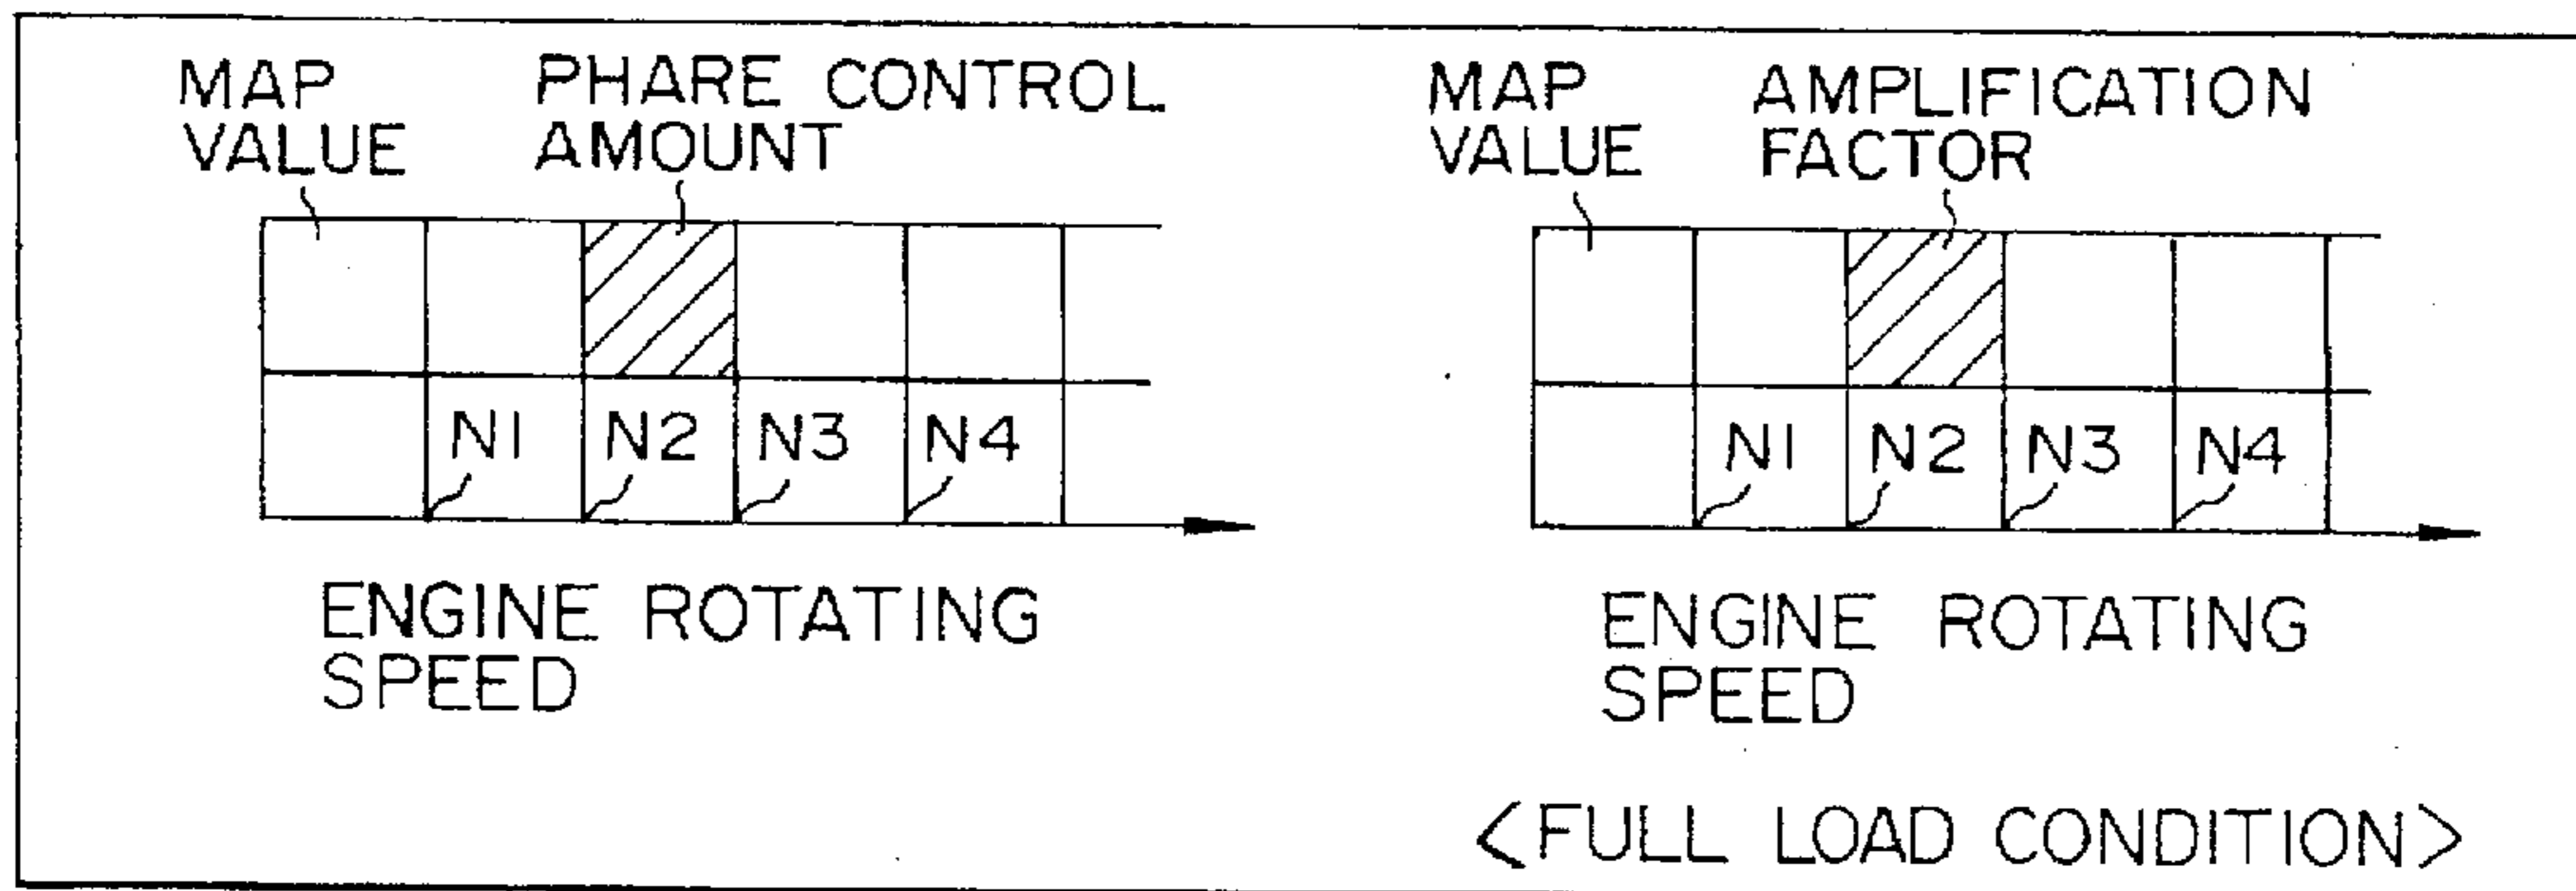 MAP
VALUE
PHARE CONTROL
AMOUNT
N1 N2 N3 N4
ENGINE ROTATING
SPEED
MAP
VALUE
AMPLIFICATION
FACTOR
N1 N2 N3 N4
ENGINE ROTATING
SPEED
<FULL LOAD CONDITION>